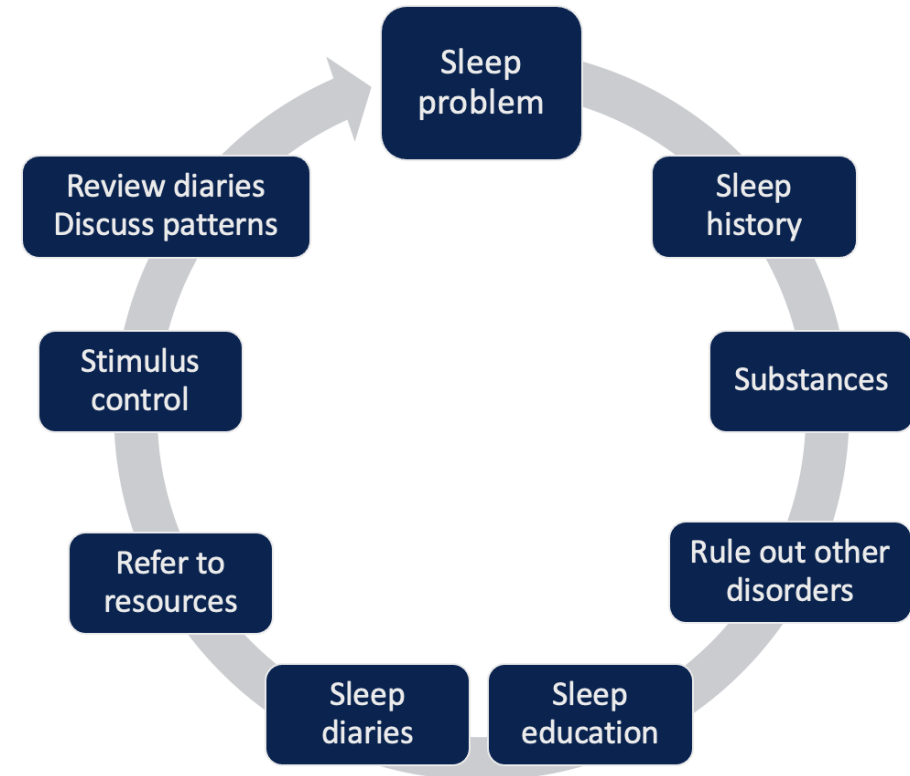 Sleep
problem
Sleep
history
Substances
Rule out other
disorders
Sleep
education
Sleep
diaries
Refer to
resources
Stimulus
control
Review diaries
Discuss patterns